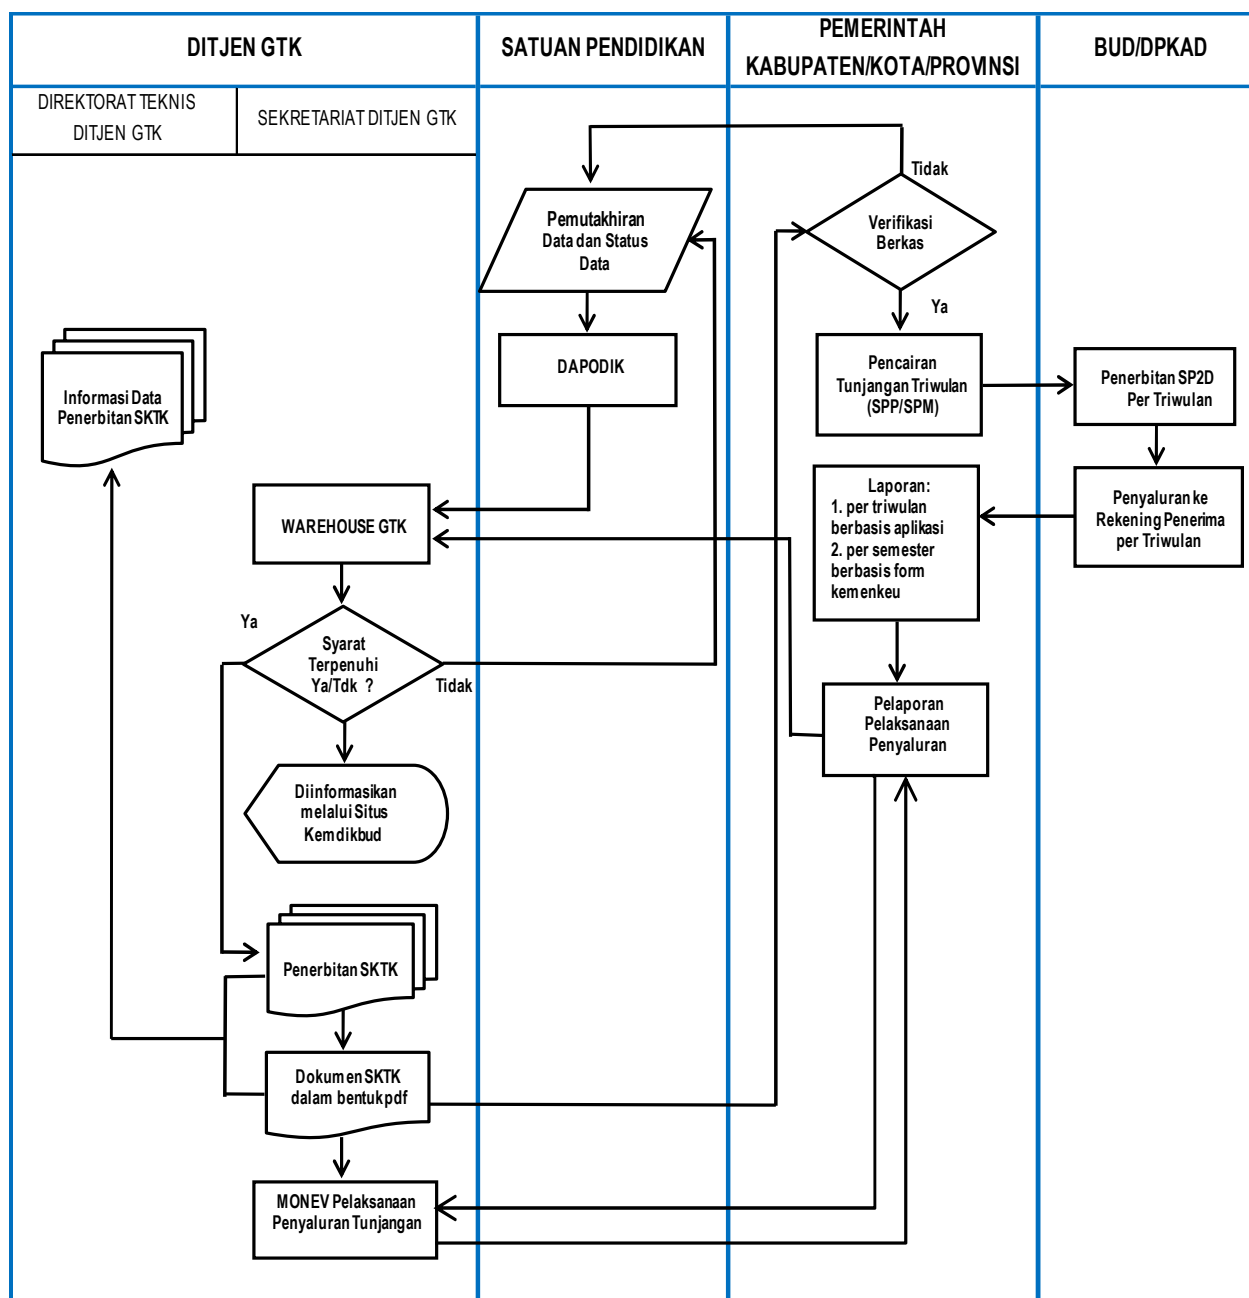 DITJEN GTK
SATUAN PENDIDIKAN
PEMERINTAH
KABUPATEN/KOTA/PROVINSI
BUD/DPKAD
DIREKTORAT TEKNIS
DITJEN GTK
SEKRETARIAT DITJEN GTK
Tidak
Pemutakhiran
Data dan Status
Data
Verifikasi
Berkas
Ya
DAPODIK
Pencairan
Tunjangan Triwulan
(SPP/SPM)
Penerbitan SP2D
Per Triwulan
Informasi Data
Penerbitan SKTK
WAREHOUSE GTK
Laporan:
1. per triwulan
berbasis aplikasi
2. per semester
berbasis form
kemenkeu
Penyaluran ke
Rekening Penerima
per Triwulan
Ya
Syarat
Terpenuhi
Ya/Tdk ?
Tidak
Pelaporan
Pelaksanaan
Penyaluran
Diinformasikan
melalui Situs
Kemdikbud
Penerbitan SKTK
Dokumen SKTK
dalam bentuk pdf
MONEV Pelaksanaan
Penyaluran Tunjangan